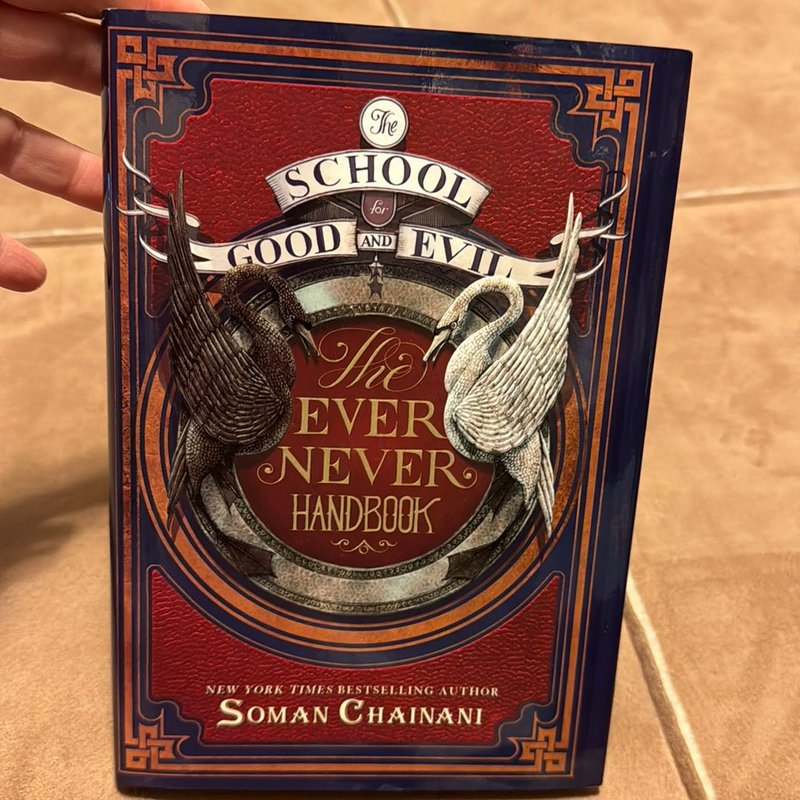 The
SCHOOL
for
GOOD AND EVIL
The
EVER
NEVER
HANDBOOK
NEW YORK TIMES BESTSELLING AUTHOR
SOMAN CHAINANI